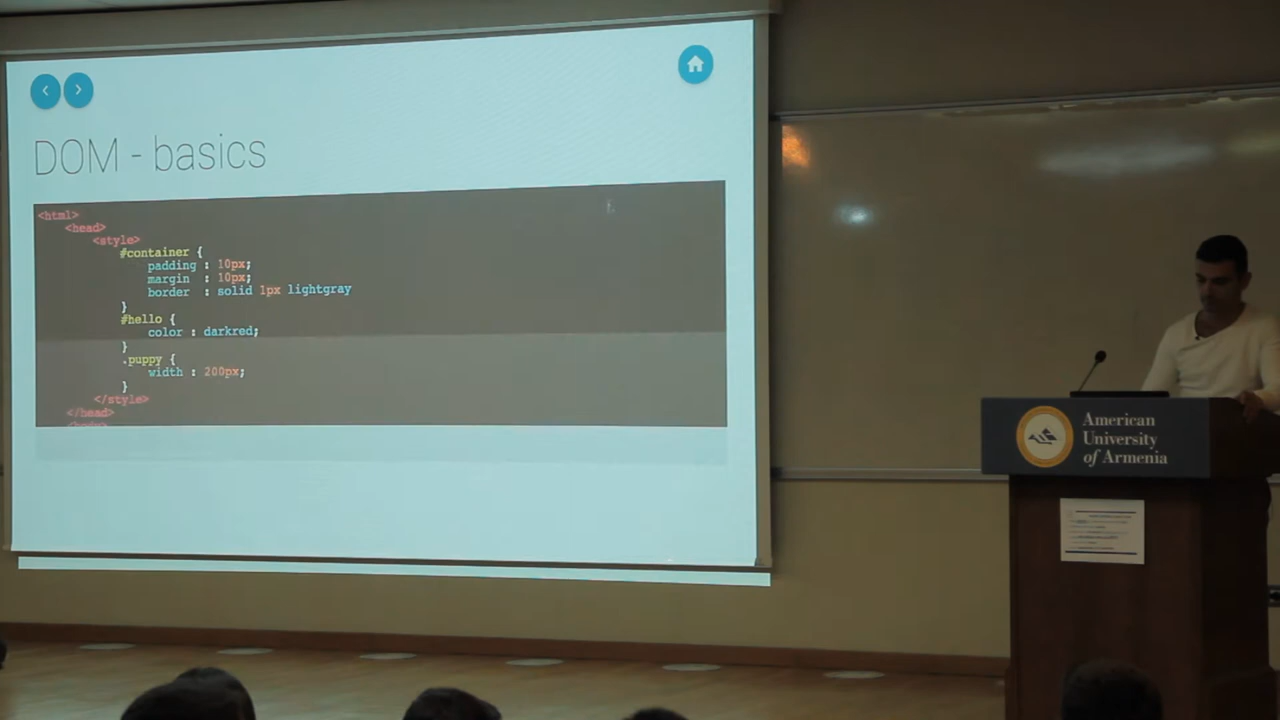 DOM - basics
<html>
<head>
<style>
#container {
padding : 10px;
margin : 10px;
border : solid 1px lightgray
}
#hello {
color : darkred;
}
.puppy {
width : 200px;
}
</style>
</head>
American
University
of Armenia